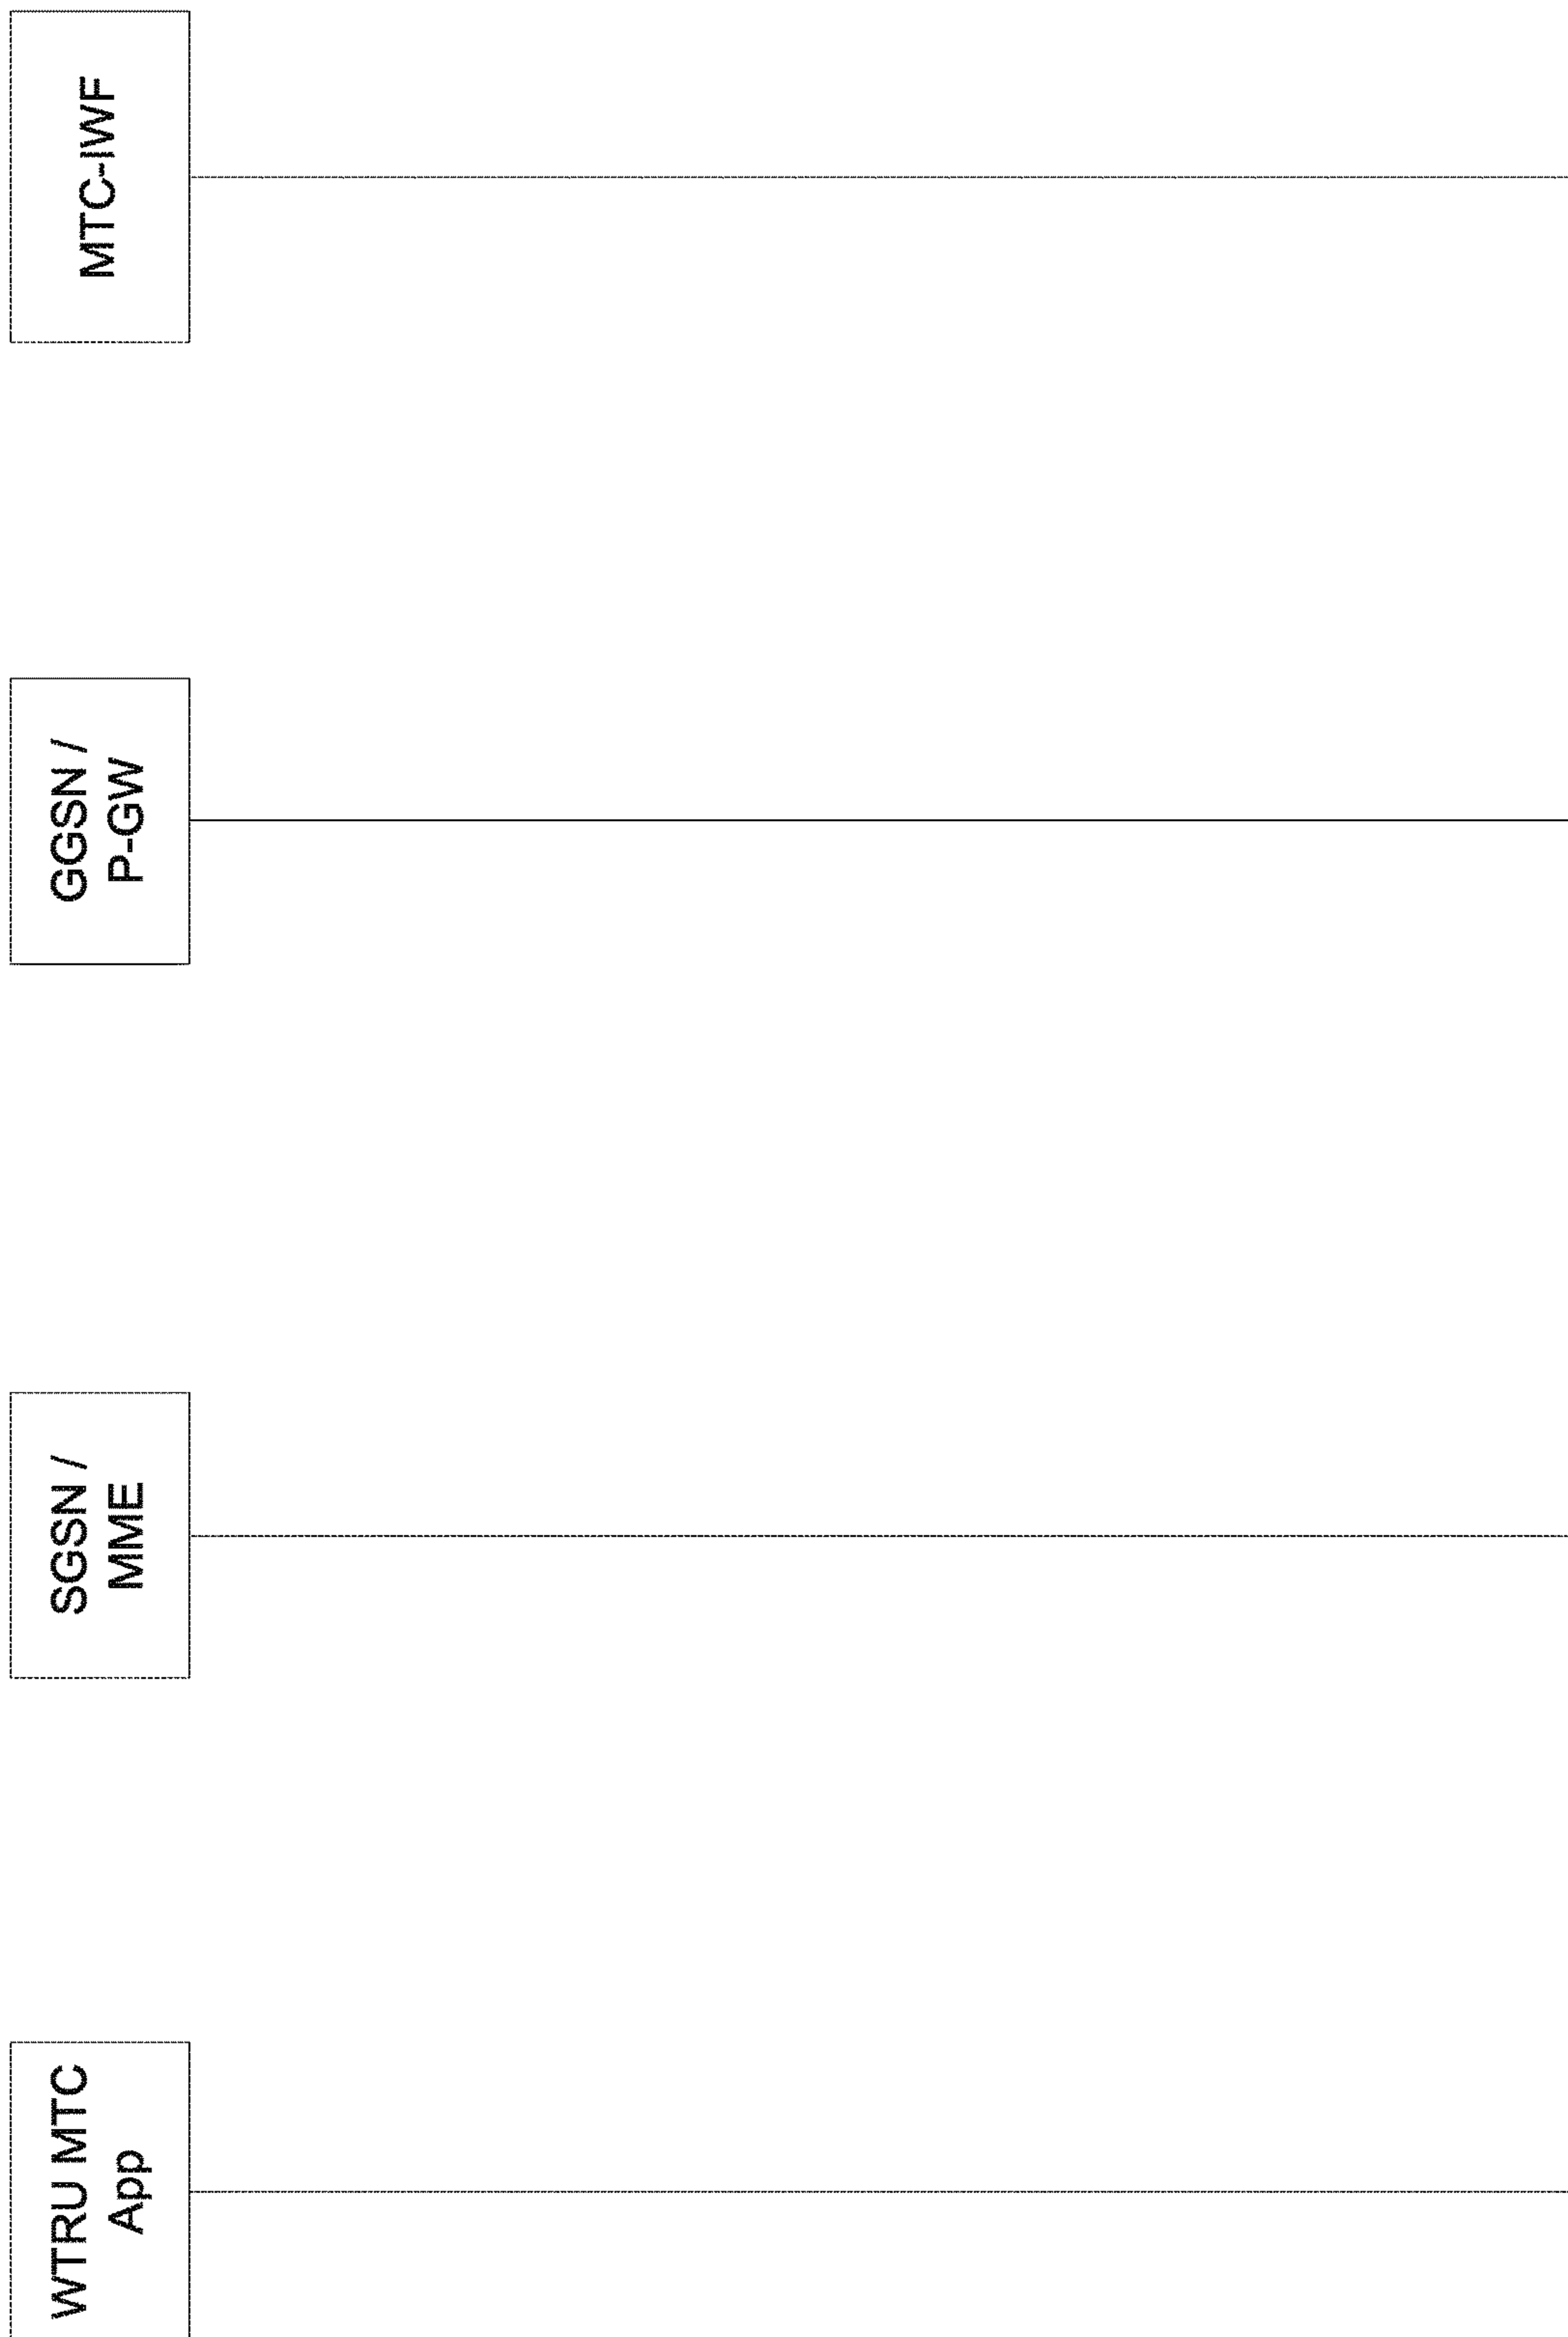 WTRU MTC
App
SGSN /
MME
GGSN /
P-GW
MTC-IWF